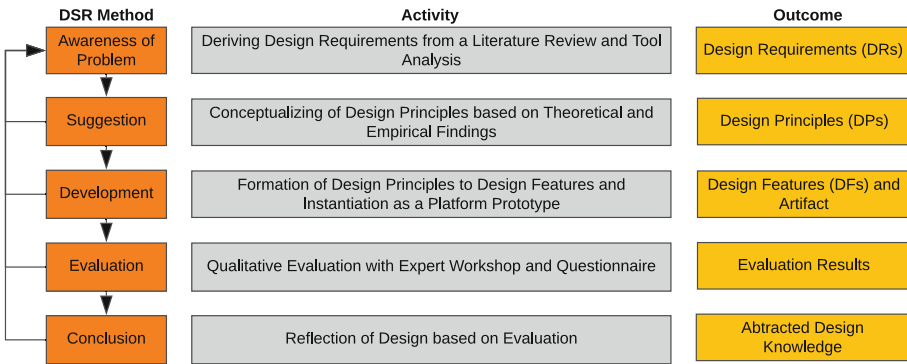 DSR Method
Activity
Outcome
Awareness of
Problem
Deriving Design Requirements from a Literature Review and Tool
Analysis
Design Requirements (DRs)
Suggestion
Conceptualizing of Design Principles based on Theoretical and
Empirical Findings
Design Principles (DPs)
Development
Formation of Design Principles to Design Features and
Instantiation as a Platform Prototype
Design Features (DFs) and
Artifact
Evaluation
Qualitative Evaluation with Expert Workshop and Questionnaire
Evaluation Results
Conclusion
Reflection of Design based on Evaluation
Abtracted Design
Knowledge